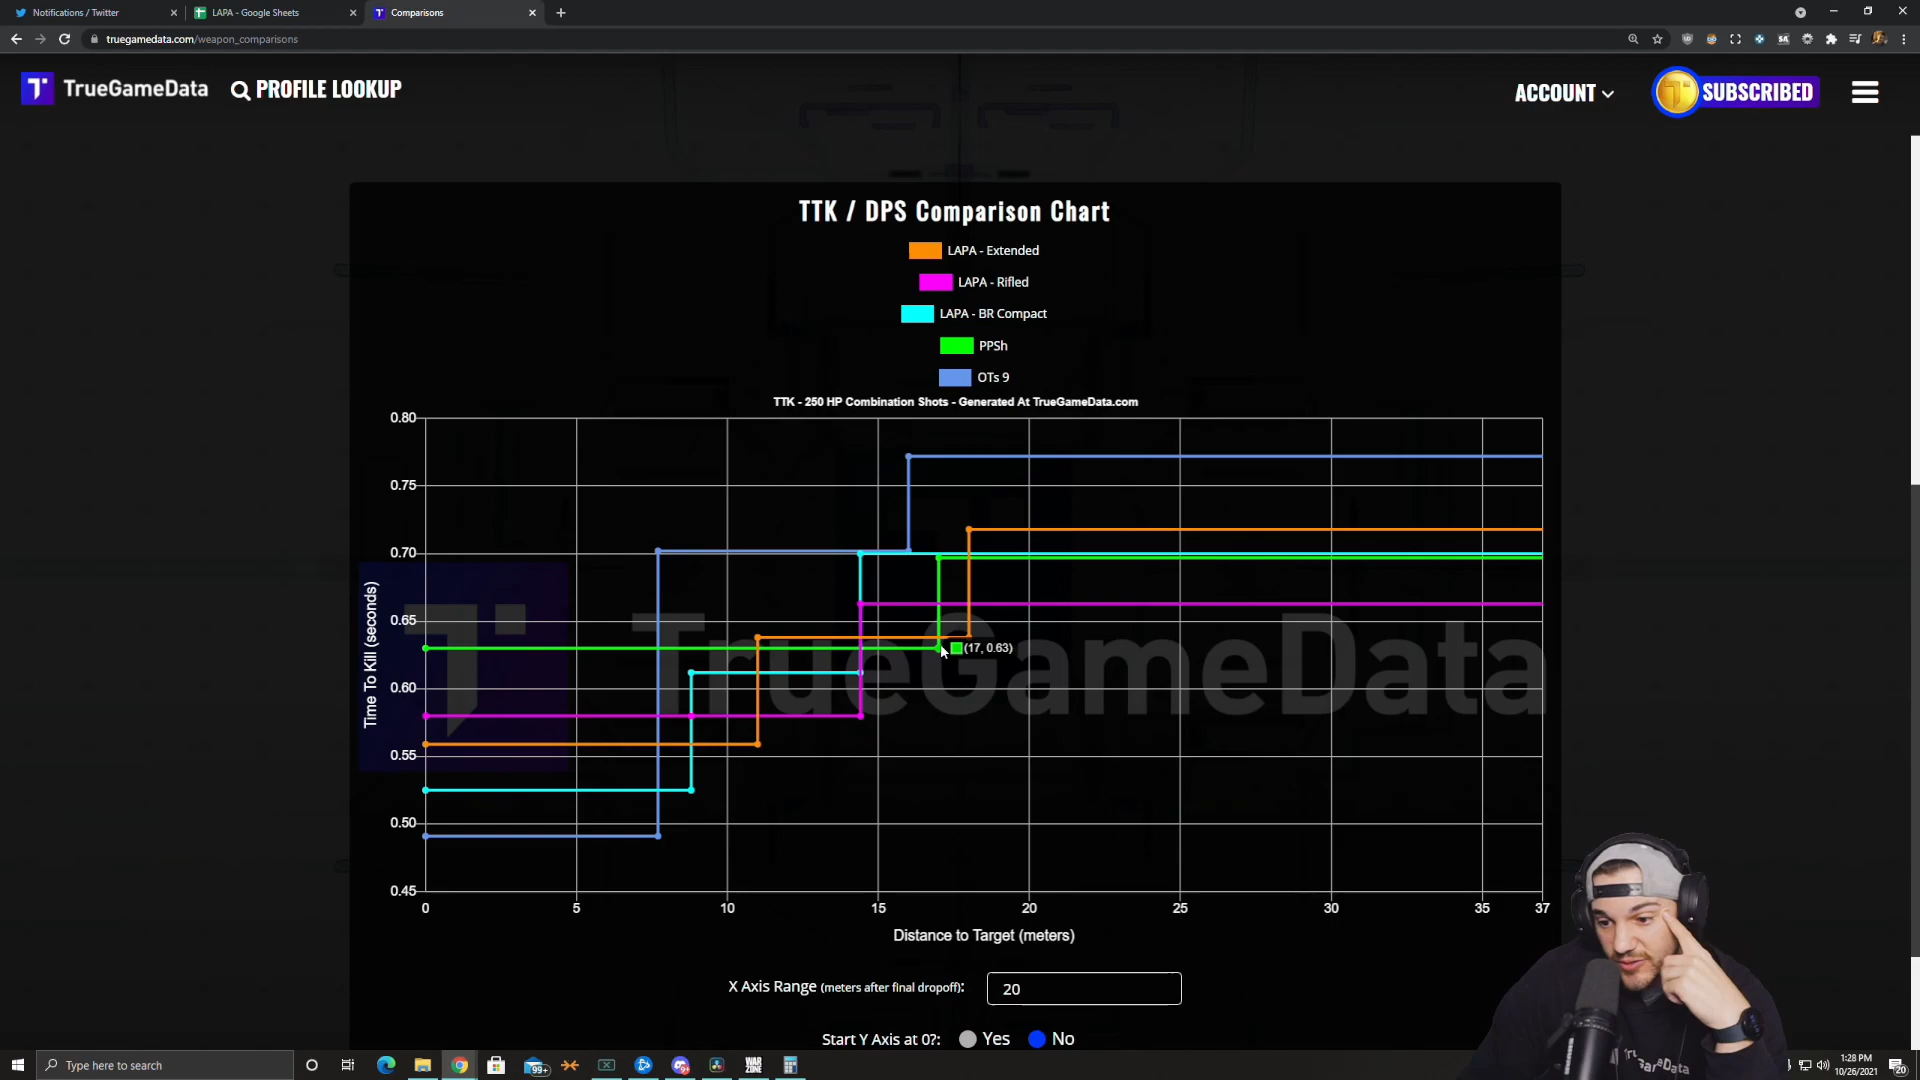 Notifications / Twitter
LAPA - Google Sheets
Comparisons
truegamedata.com/weapon_comparisons
TrueGameData
PROFILE LOOKUP
ACCOUNT
SUBSCRIBED
TTK / DPS Comparison Chart
LAPA - Extended
LAPA - Rifled
LAPA - BR Compact
PPSh
OTs 9
TTK - 250 HP Combination Shots - Generated At TrueGameData.com
0.80
0.75
0.70
0.65
0.60
0.55
0.50
0.45
Time To Kill (seconds)
TrueGameData
(17, 0.63)
0 5 10 15 20 25 30 35 37
Distance to Target (meters)
X Axis Range (meters after final dropoff): 20
Start Y Axis at 0?: Yes No
Type here to search
99+
9+
WAR
ZONE
1:28 PM
10/26/2021
20